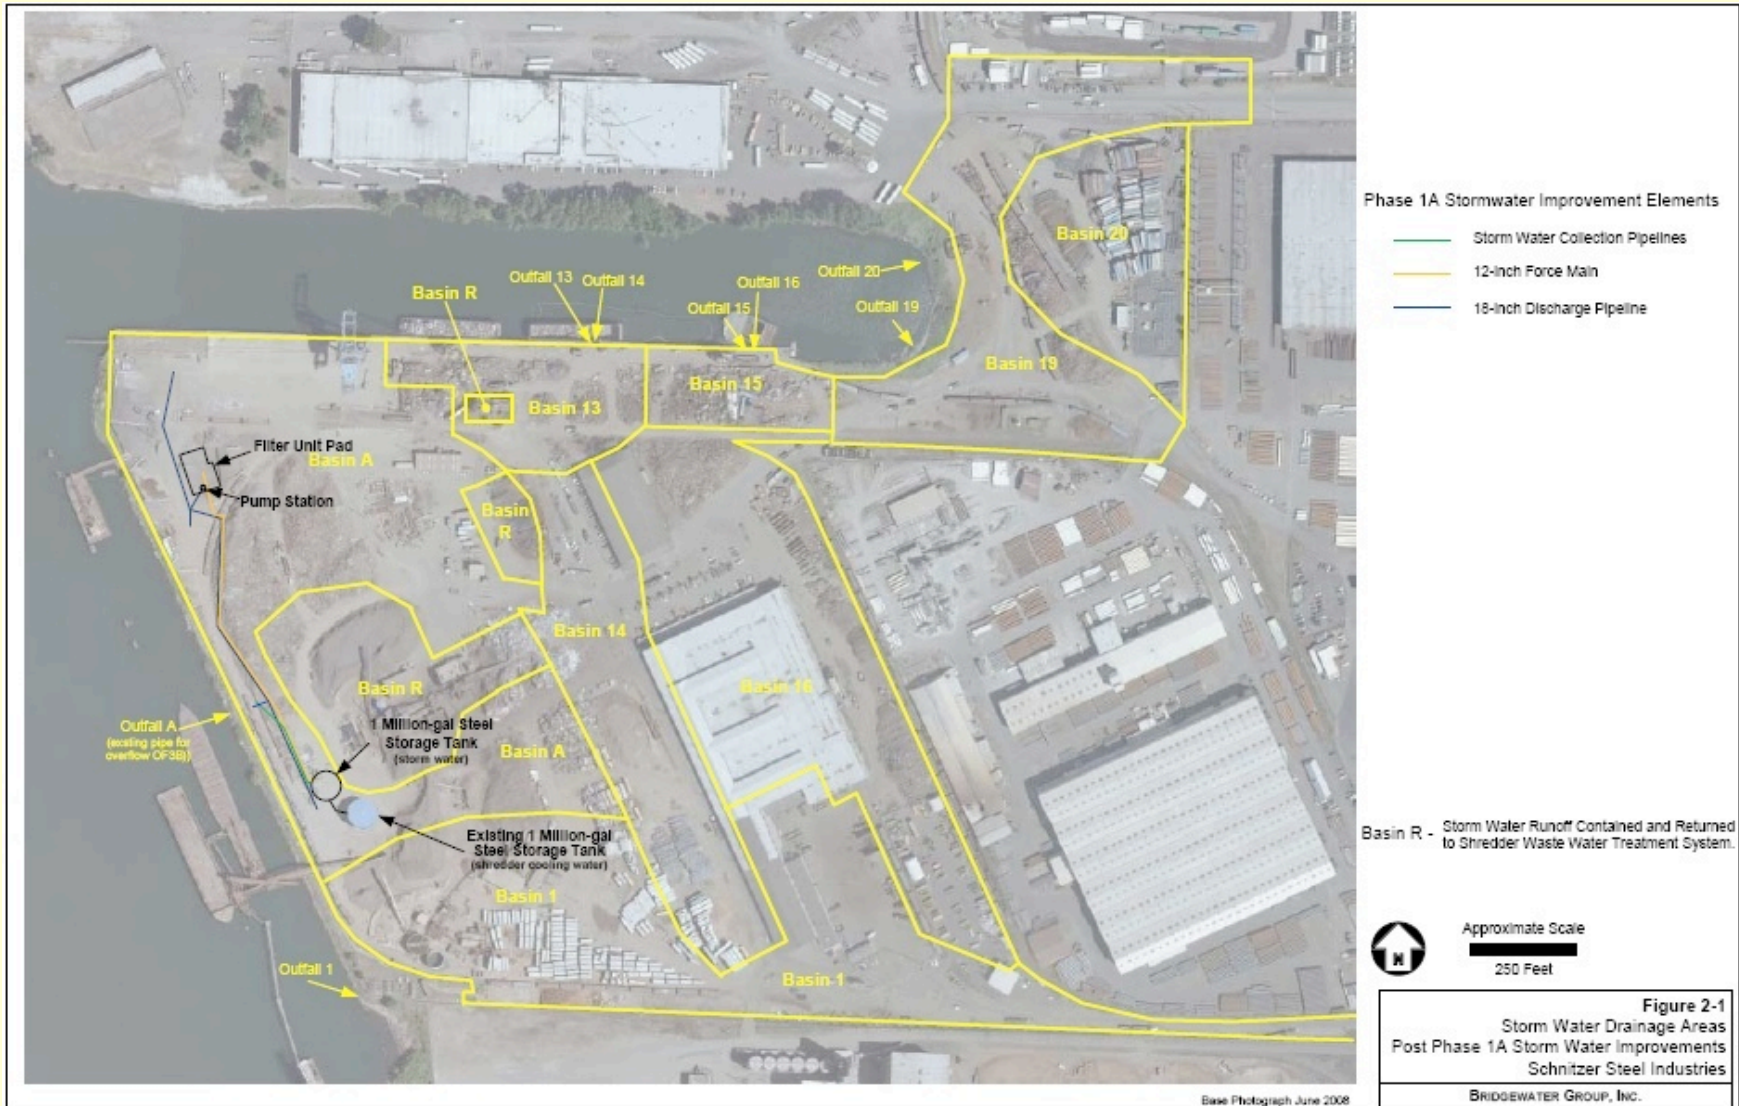 Phase 1A Stormwater Improvement Elements
Storm Water Collection Pipelines
12-Inch Force Main
18-Inch Discharge Pipeline
Basin 20
Outfall 20
Outfall 13
Outfall 14
Outfall 16
Outfall 15
Outfall 19
Basin R
Basin 19
Basin 15
Basin 13
Filter Unit Pad
Basin A
Pump Station
Basin
R
Basin 14
Basin 16
Basin R
Outfall A
(existing pipe for
overflow OF3B))
1 Million-gal Steel
Storage Tank
(storm water)
Basin A
Existing 1 Million-gal
Steel Storage Tank
(shredder cooling water)
Basin 1
Basin R - Storm Water Runoff Contained and Returned
to Shredder Waste Water Treatment System.
Outfall 1
Basin 1
N
Approximate Scale
250 Feet
Figure 2-1
Storm Water Drainage Areas
Post Phase 1A Storm Water Improvements
Schnitzer Steel Industries
BRIDGEWATER GROUP, INC.
Base Photograph June 2008